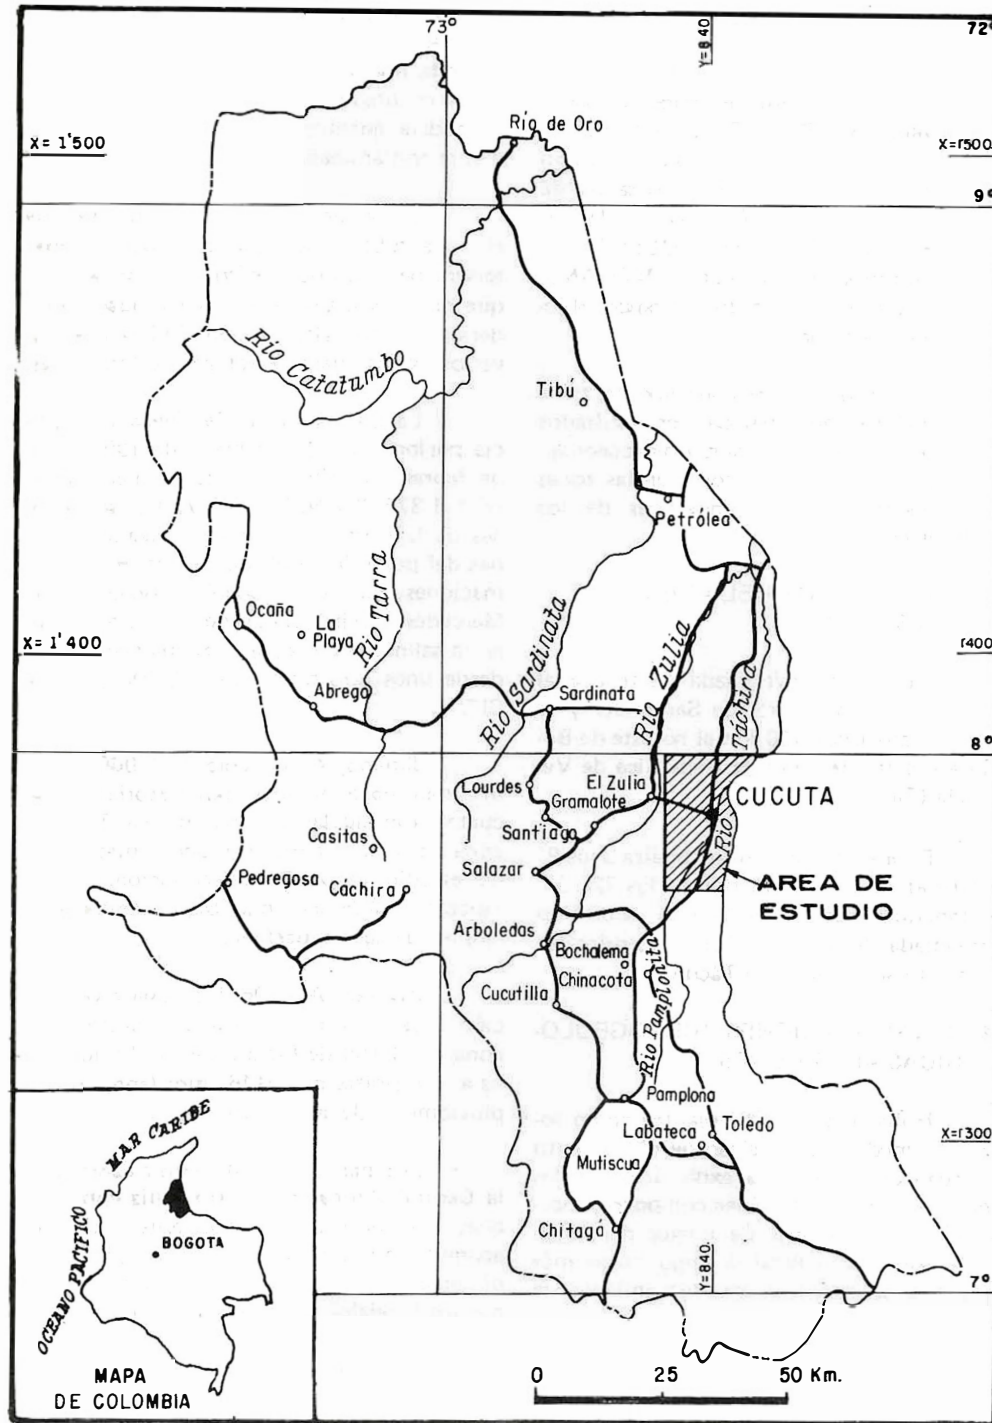 73°
Y=840
72°
Río de Oro
X= 1'500
X=1'500
9°
Río Catatumbo
Tibú
Petrólea
Río Tarra
Ocaña
La
Playa
Río Sardinata
Río Zulia
Táchira
X= 1'400
1'400
Abrego
Sardinata
8°
Lourdes
El Zulia
Gramalote
CUCUTA
Santiago
Río
Casitas
Salazar
Pedregosa
Cáchira
AREA DE
ESTUDIO
Arboledas
Bochalema
Chinacota
Cucutilla
Río Pamplonita
Pamplona
Toledo
Labateca
X=1'300
Mutiscua
Chitagá
Y=840
7°
MAR CARIBE
OCEANO PACIFICO
BOGOTA
MAPA
DE COLOMBIA
0 25 50 Km.